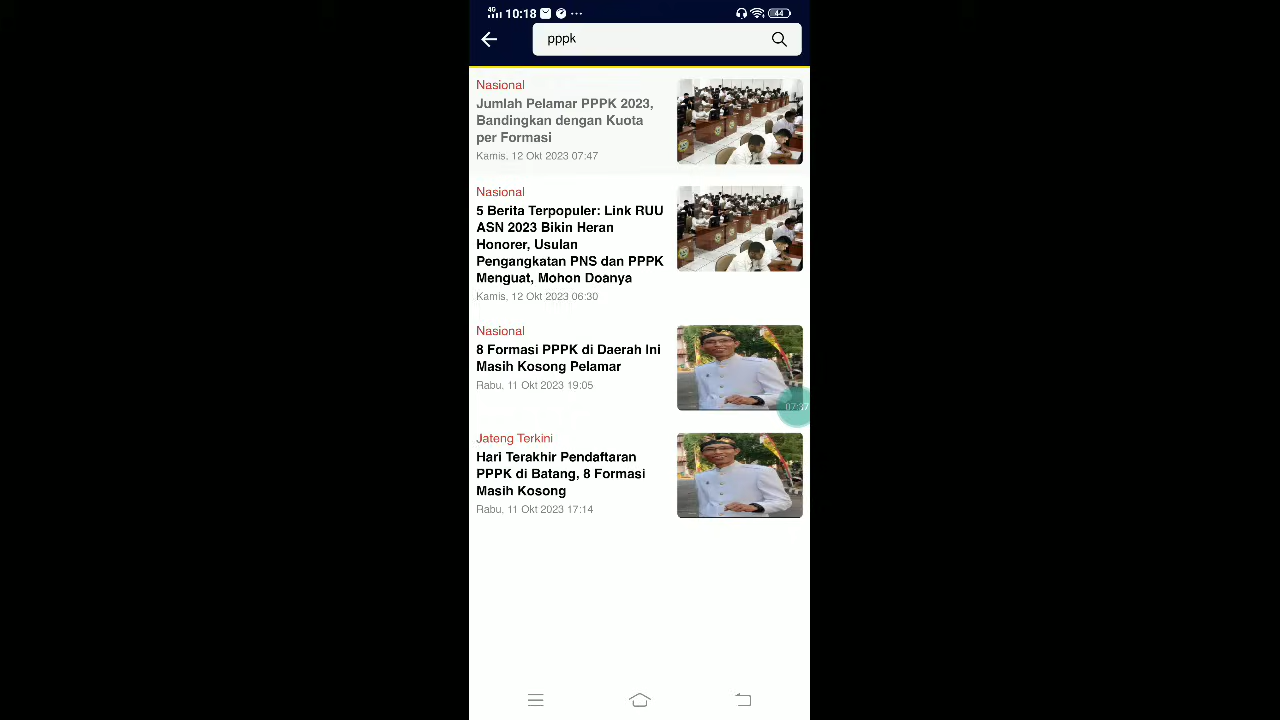 4G 10:18
44
pppk
Nasional
Jumlah Pelamar PPPK 2023,
Bandingkan dengan Kuota
per Formasi
Kamis, 12 Okt 2023 07:47
Nasional
5 Berita Terpopuler: Link RUU
ASN 2023 Bikin Heran
Honorer, Usulan
Pengangkatan PNS dan PPPK
Menguat, Mohon Doanya
Kamis, 12 Okt 2023 06:30
Nasional
8 Formasi PPPK di Daerah Ini
Masih Kosong Pelamar
Rabu, 11 Okt 2023 19:05
07:37
Jateng Terkini
Hari Terakhir Pendaftaran
PPPK di Batang, 8 Formasi
Masih Kosong
Rabu, 11 Okt 2023 17:14